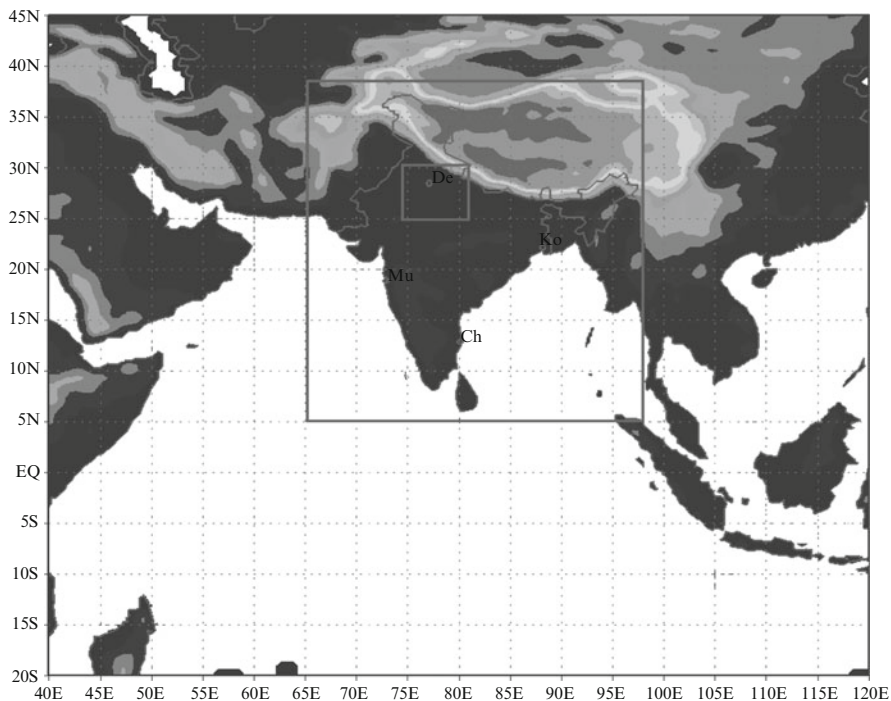 45N
40N
35N
30N
De
25N
Ko
20N
Mu
15N
Ch
10N
5N
EQ
5S
10S
15S
20S
40E 45E 50E 55E 60E 65E 70E 75E 80E 85E 90E 95E 100E 105E 110E 115E 120E